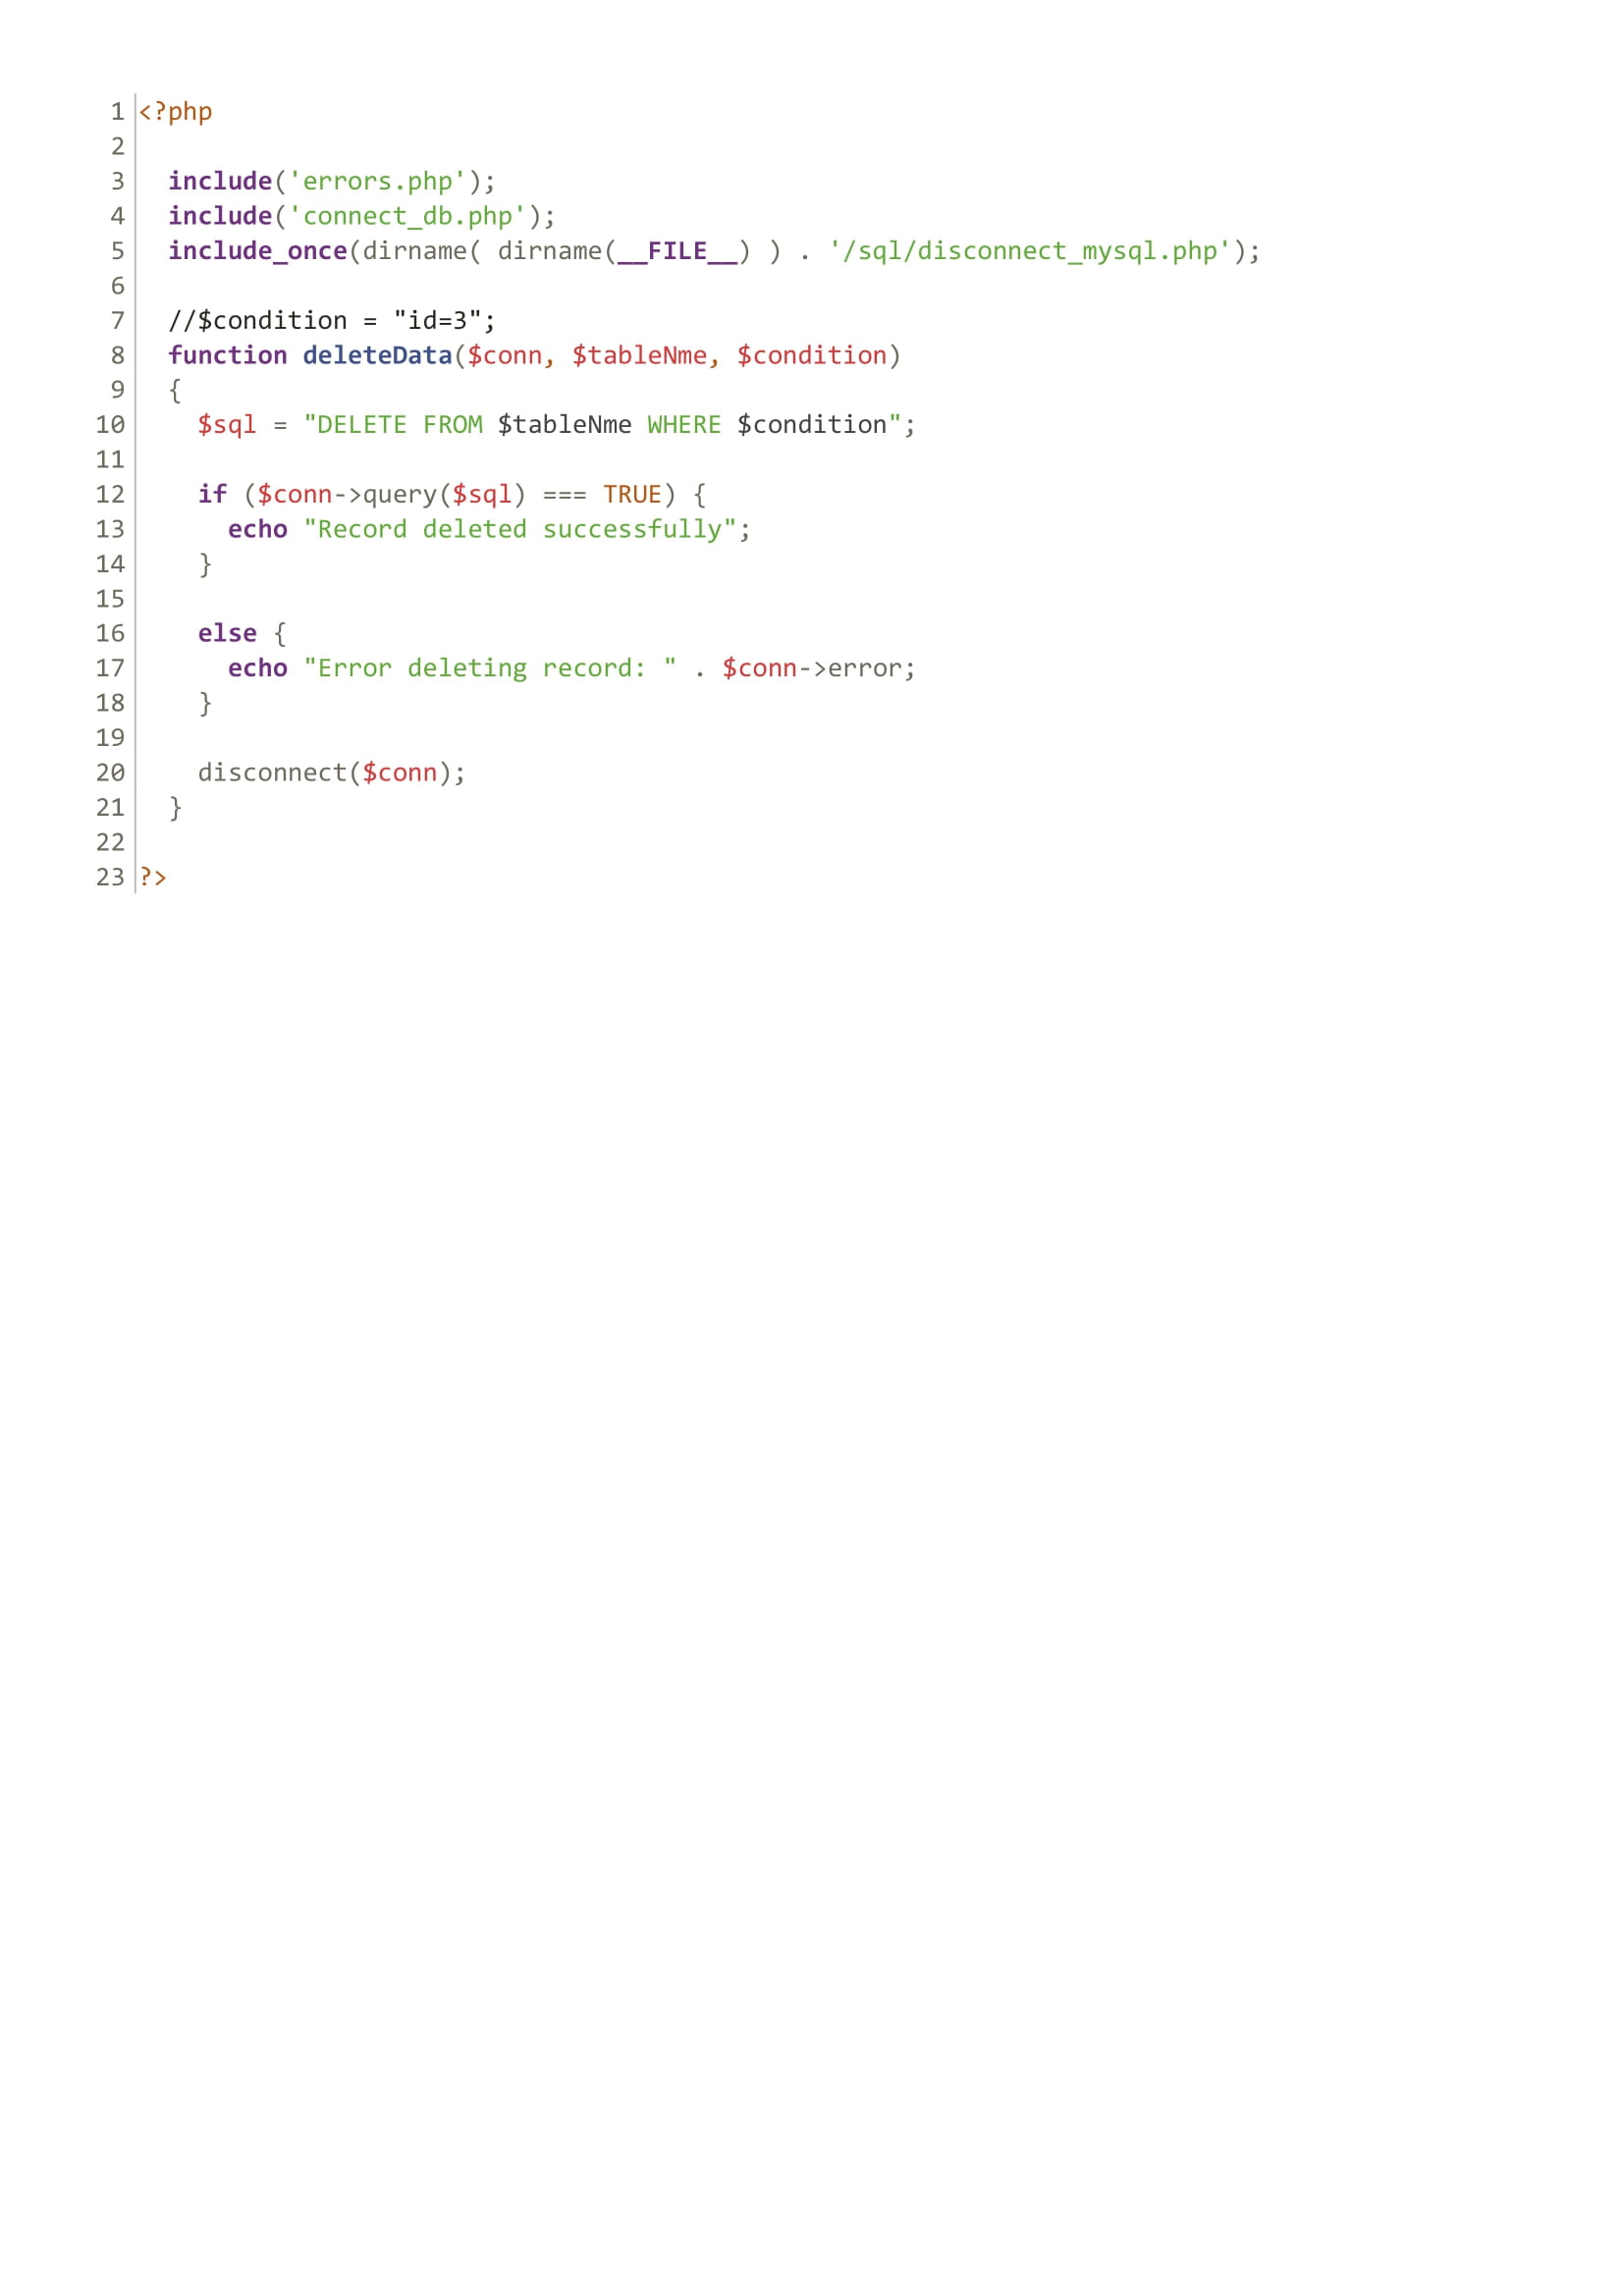 1 <?php
2
3   include('errors.php');
4   include('connect_db.php');
5   include_once(dirname( dirname(__FILE__) ) . '/sql/disconnect_mysql.php');
6
7   //$condition = "id=3";
8   function deleteData($conn, $tableNme, $condition)
9   {
10     $sql = "DELETE FROM $tableNme WHERE $condition";
11
12     if ($conn->query($sql) === TRUE) {
13       echo "Record deleted successfully";
14     }
15
16     else {
17       echo "Error deleting record: " . $conn->error;
18     }
19
20     disconnect($conn);
21   }
22
23 ?>